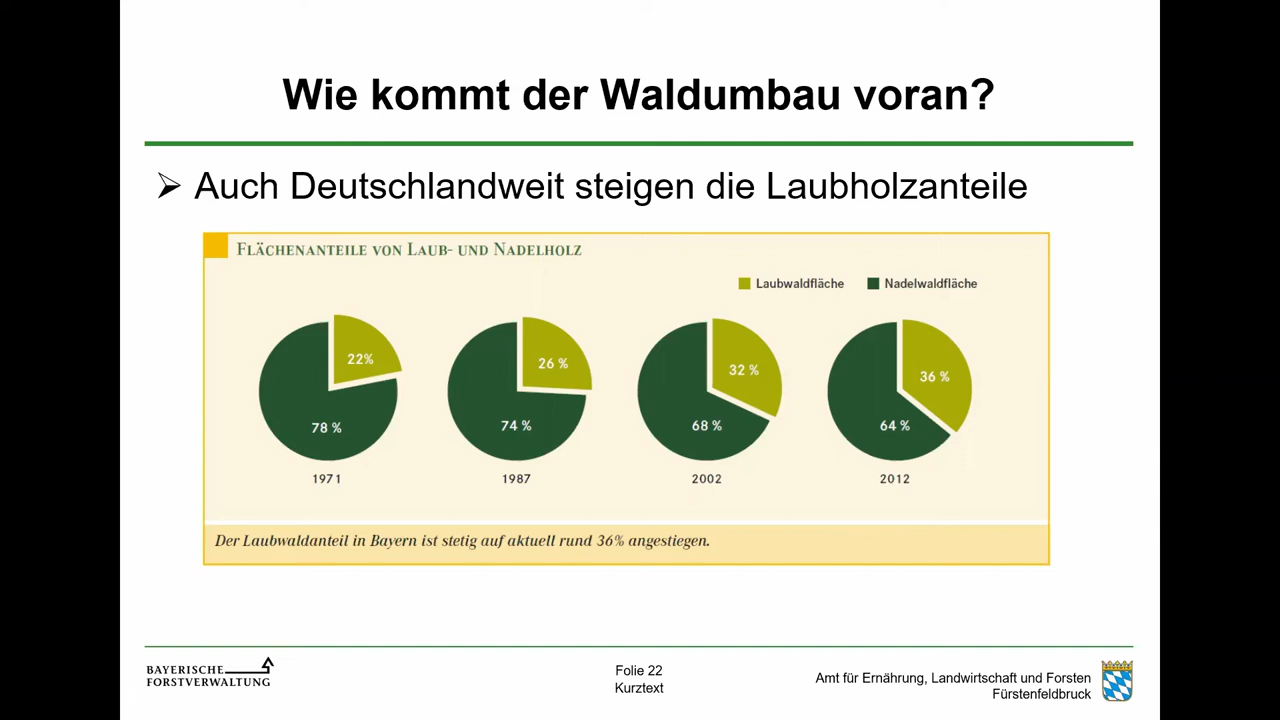 Wie kommt der Waldumbau voran?
Auch Deutschlandweit steigen die Laubholzanteile
Flächenanteile von Laub- und Nadelholz
Laubwaldfläche Nadelwaldfläche
22%
78 %
1971
26 %
74 %
1987
32 %
68 %
2002
36 %
64 %
2012
Der Laubwaldanteil in Bayern ist stetig auf aktuell rund 36% angestiegen.
BAYERISCHE
FORSTVERWALTUNG
Folie 22
Kurztext
Amt für Ernährung, Landwirtschaft und Forsten
Fürstenfeldbruck